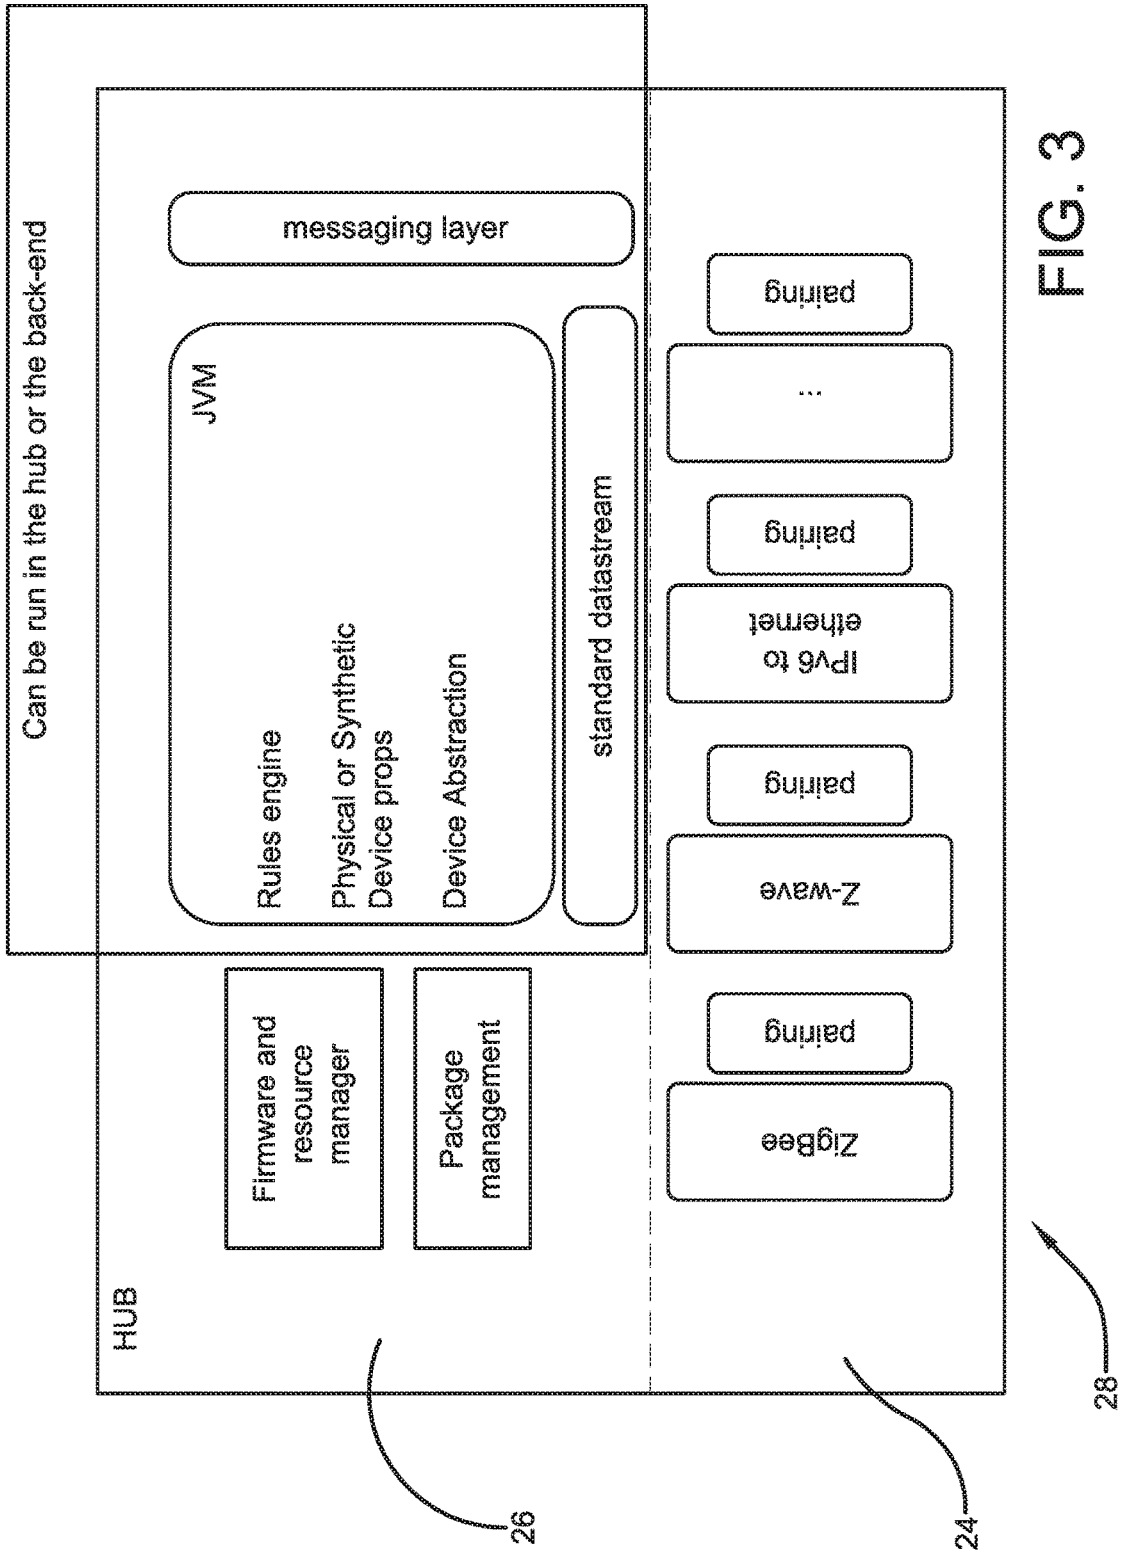 Can be run in the hub or the back-end
HUB
Firmware and
resource
manager
Package
management
JVM
Rules engine
Physical or Synthetic
Device props
Device Abstraction
messaging layer
standard datastream
ZigBee
pairing
Z-wave
pairing
IPv6 to
ethernet
pairing
...
pairing
26
24
28
FIG. 3